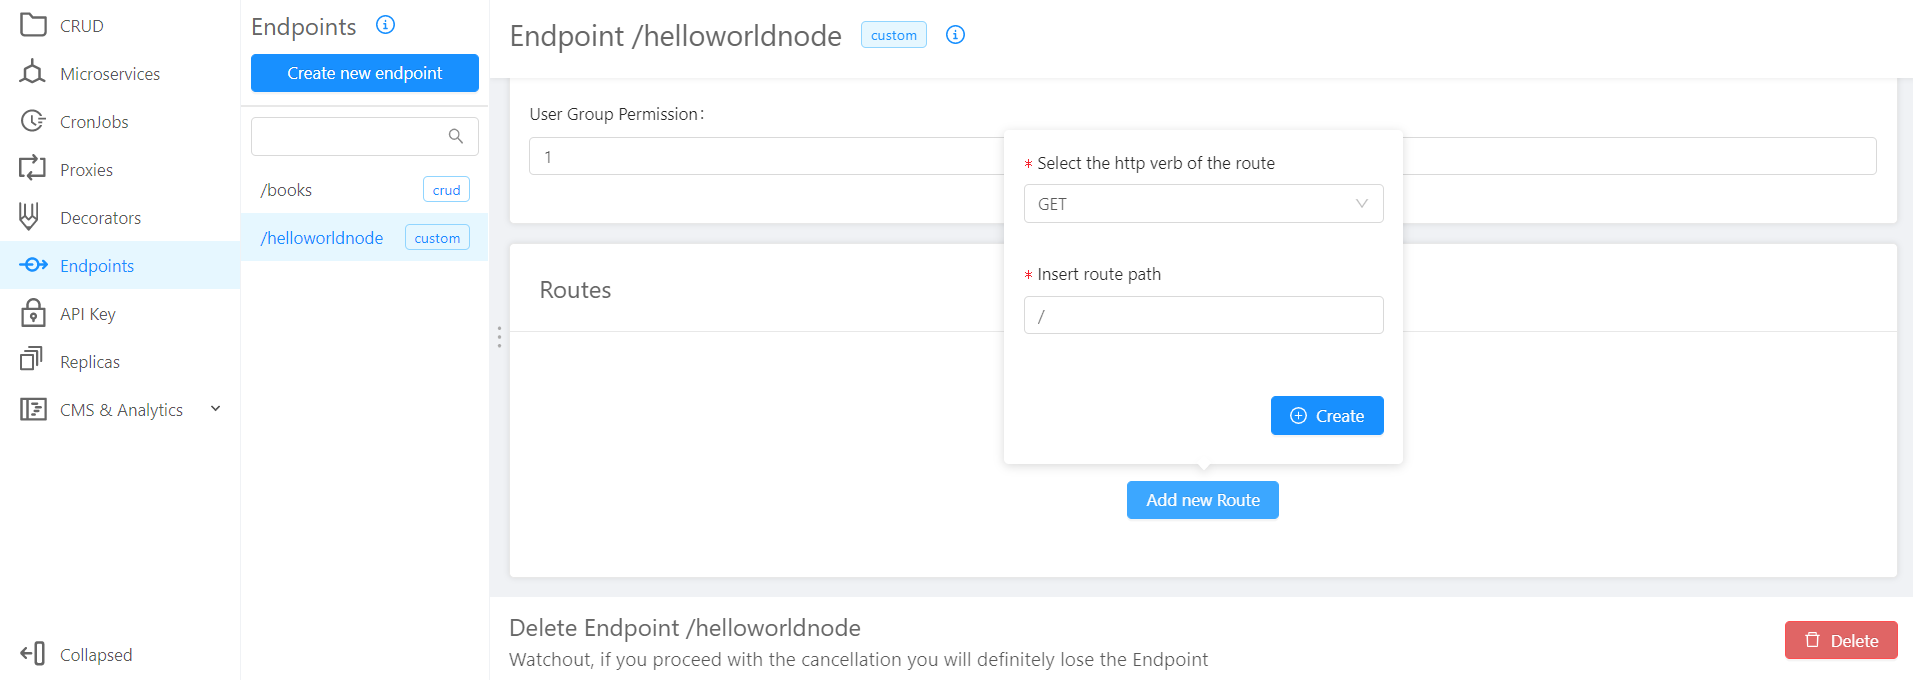 CRUD
Microservices
CronJobs
Proxies
Decorators
Endpoints
API Key
Replicas
CMS & Analytics
Collapsed
Endpoints
Create new endpoint
/books crud
/helloworldnode custom
Endpoint /helloworldnode custom
User Group Permission:
1
* Select the http verb of the route
GET
* Insert route path
/
Create
Routes
Add new Route
Delete Endpoint /helloworldnode
Watchout, if you proceed with the cancellation you will definitely lose the Endpoint
Delete